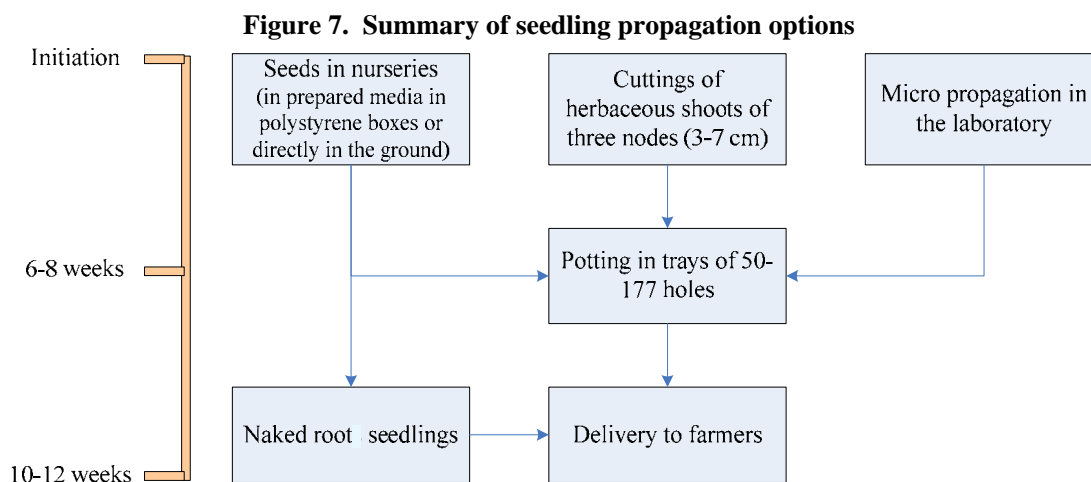 Figure 7. Summary of seedling propagation options
Initiation
Seeds in nurseries
(in prepared media in
polystyrene boxes or
directly in the ground)
Cuttings of
herbaceous shoots of
three nodes (3-7 cm)
Micro propagation in
the laboratory
6-8 weeks
Potting in trays of 50-
177 holes
Naked root seedlings
Delivery to farmers
10-12 weeks